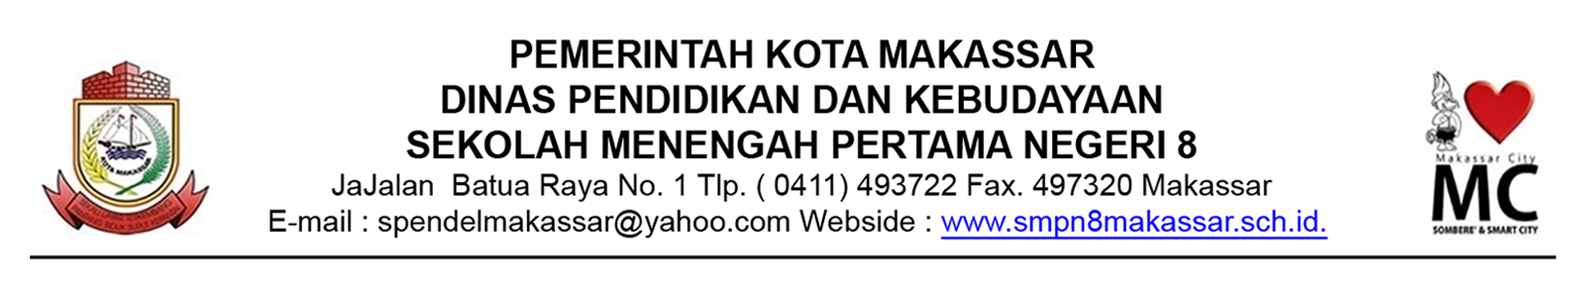 PEMERINTAH KOTA MAKASSAR
DINAS PENDIDIKAN DAN KEBUDAYAAN
SEKOLAH MENENGAH PERTAMA NEGERI 8
JaJalan Batua Raya No. 1 Tlp. ( 0411) 493722 Fax. 497320 Makassar
E-mail : spendelmakassar@yahoo.com Webside : www.smpn8makassar.sch.id.
KOTA MAKASSAR
Makassar City
MC
SOMBERE' & SMART CITY